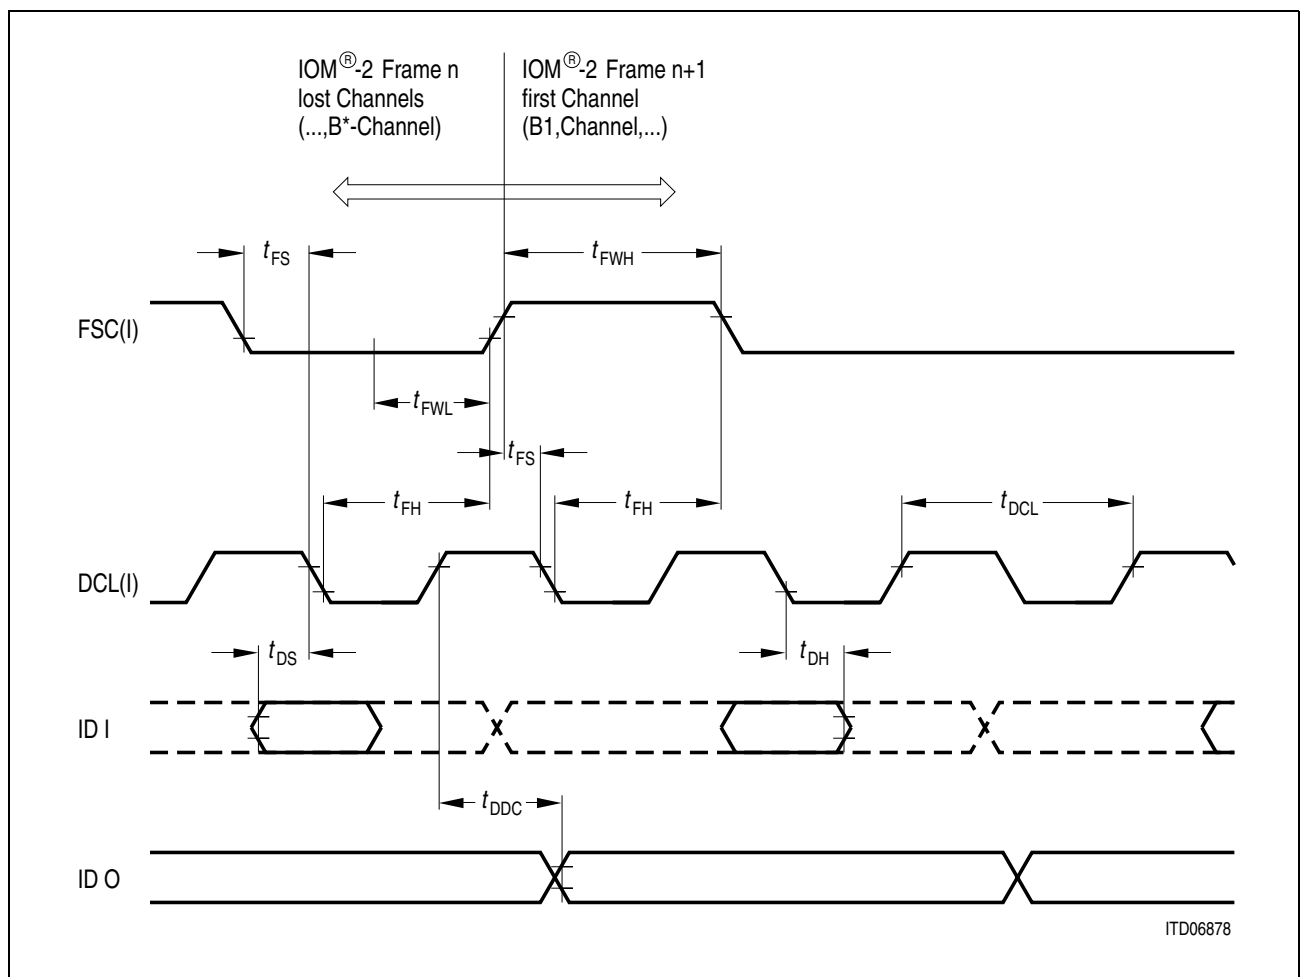 IOM®-2 Frame n
lost Channels
(...,B*-Channel)
IOM®-2 Frame n+1
first Channel
(B1,Channel,...)
tFS
tFWH
FSC(I)
tFWL
tFS
tFH
tFH
tDCL
DCL(I)
tDS
tDH
ID I
tDDC
ID O
ITD06878